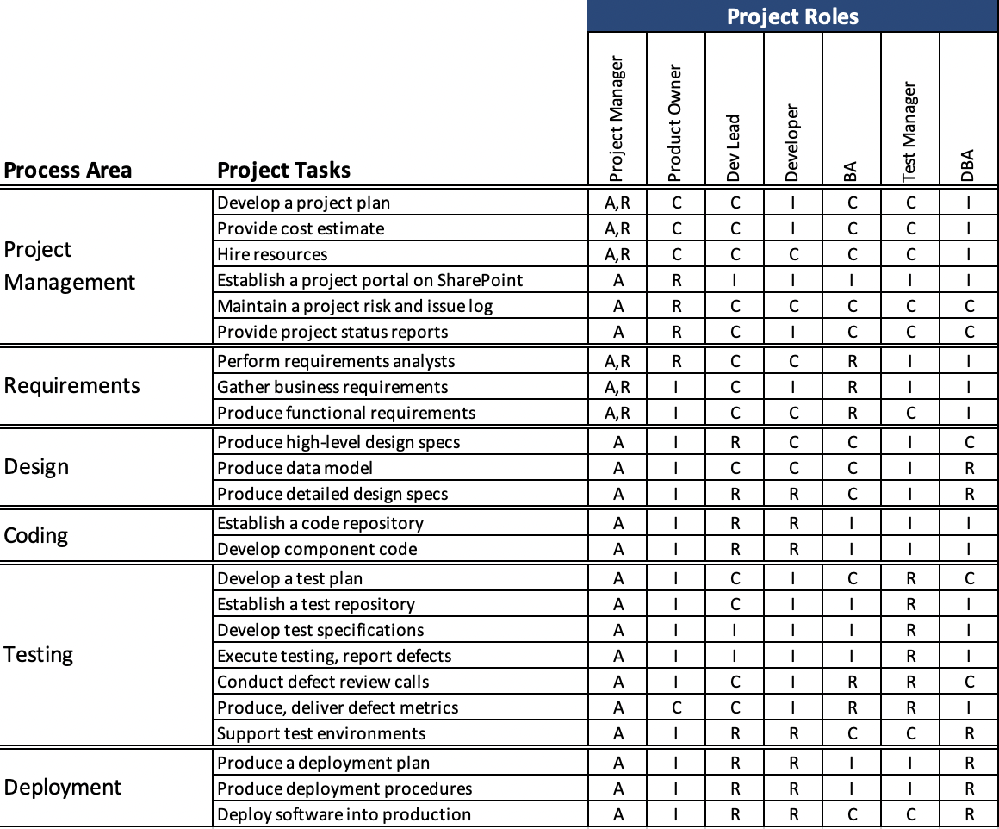 Project Roles
Process Area Project Tasks Project Manager Product Owner Dev Lead Developer BA Test Manager DBA
Project Management
Develop a project plan A,R C C I C C I
Provide cost estimate A,R C C I C C I
Hire resources A,R C C C C C I
Establish a project portal on SharePoint A R I I I I I
Maintain a project risk and issue log A R C C C C C
Provide project status reports A R C I C C C
Requirements
Perform requirements analysts A,R R C C R I I
Gather business requirements A,R I C I R I I
Produce functional requirements A,R I C C R C I
Design
Produce high-level design specs A I R C C I C
Produce data model A I C C C I R
Produce detailed design specs A I R R C I R
Coding
Establish a code repository A I R R I I I
Develop component code A I R R I I I
Testing
Develop a test plan A I C I C R C
Establish a test repository A I C I I R I
Develop test specifications A I I I I R I
Execute testing, report defects A I I I I R I
Conduct defect review calls A I C I R R C
Produce, deliver defect metrics A C C I R R I
Support test environments A I R R C C R
Deployment
Produce a deployment plan A I R R I I R
Produce deployment procedures A I R R I I R
Deploy software into production A I R R C C R